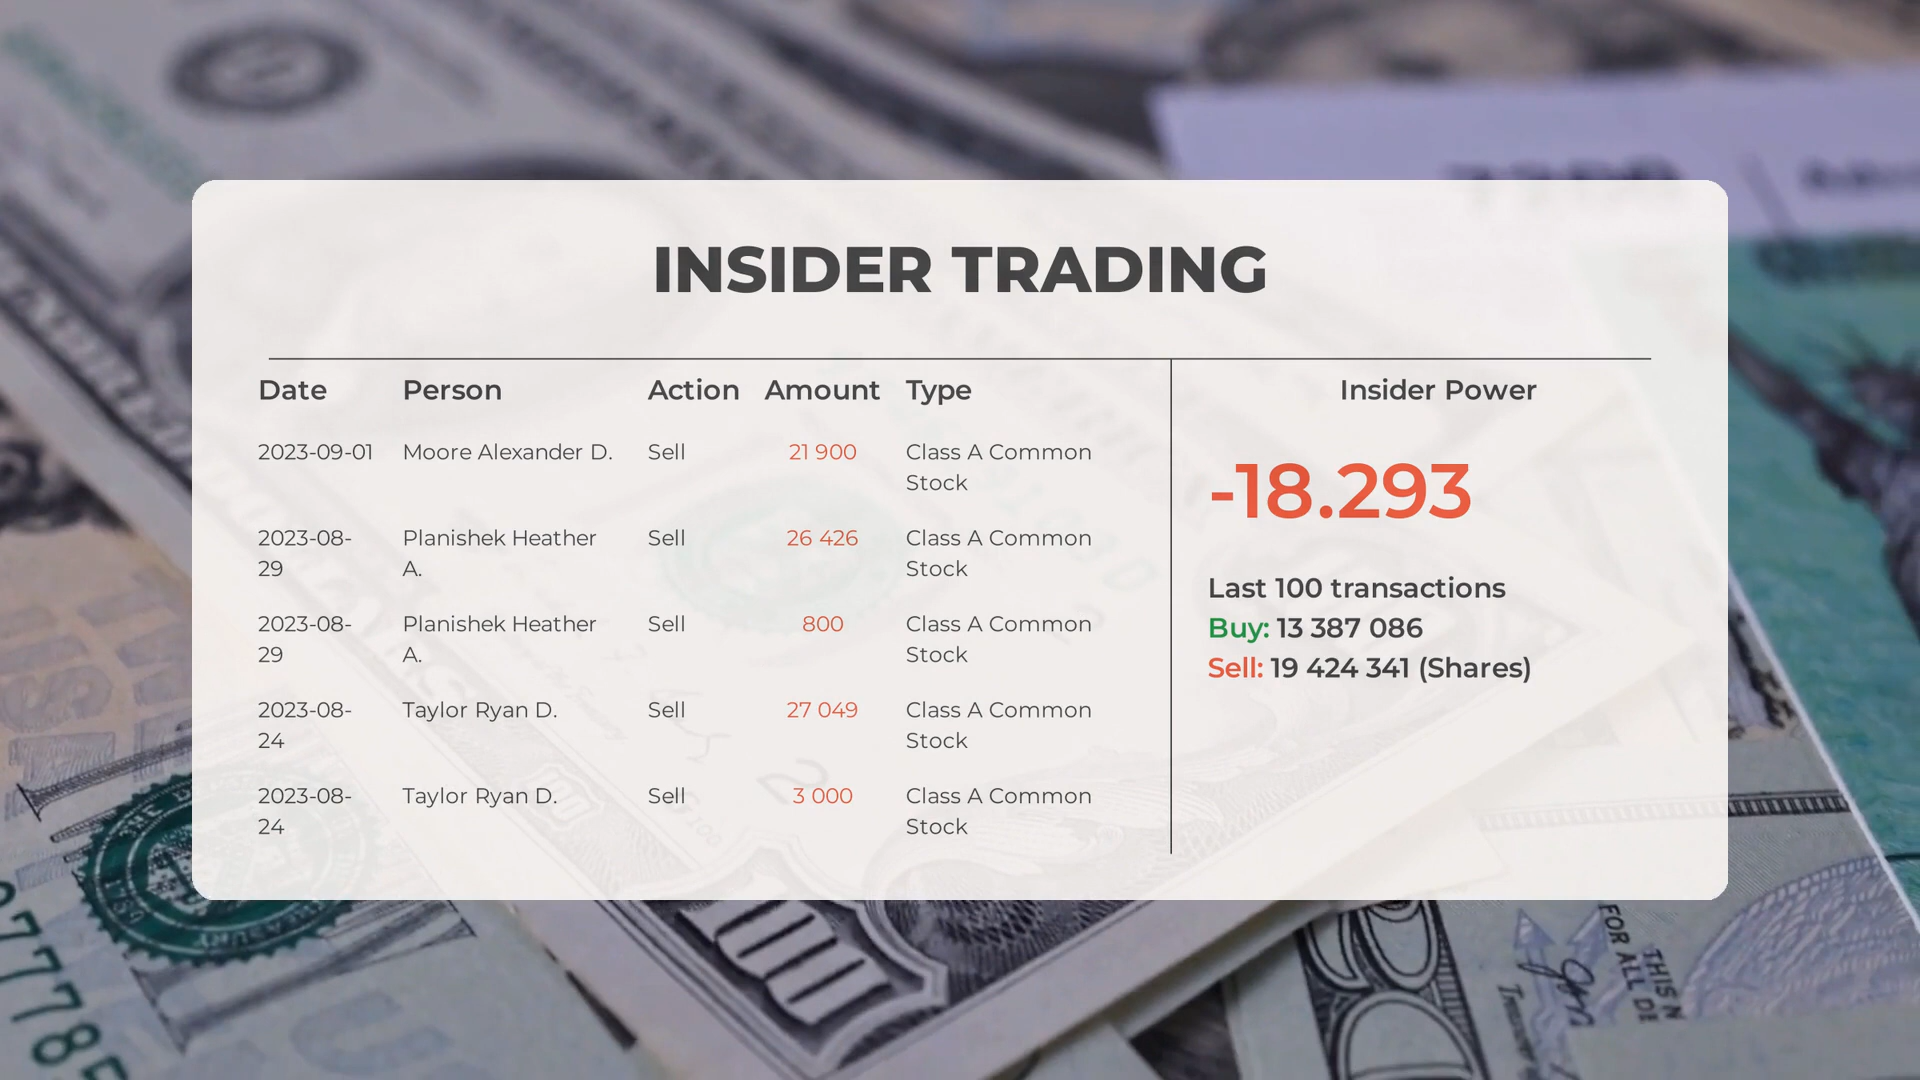 INSIDER TRADING
Date Person Action Amount Type
2023-09-01 Moore Alexander D. Sell 21 900 Class A Common
Stock
2023-08- Planishek Heather Sell 26 426 Class A Common
29 A. Stock
2023-08- Planishek Heather Sell 800 Class A Common
29 A. Stock
2023-08- Taylor Ryan D. Sell 27 049 Class A Common
24 Stock
2023-08- Taylor Ryan D. Sell 3 000 Class A Common
24 Stock
Insider Power
-18.293
Last 100 transactions
Buy: 13 387 086
Sell: 19 424 341 (Shares)
FOR ALL DE
THIS N